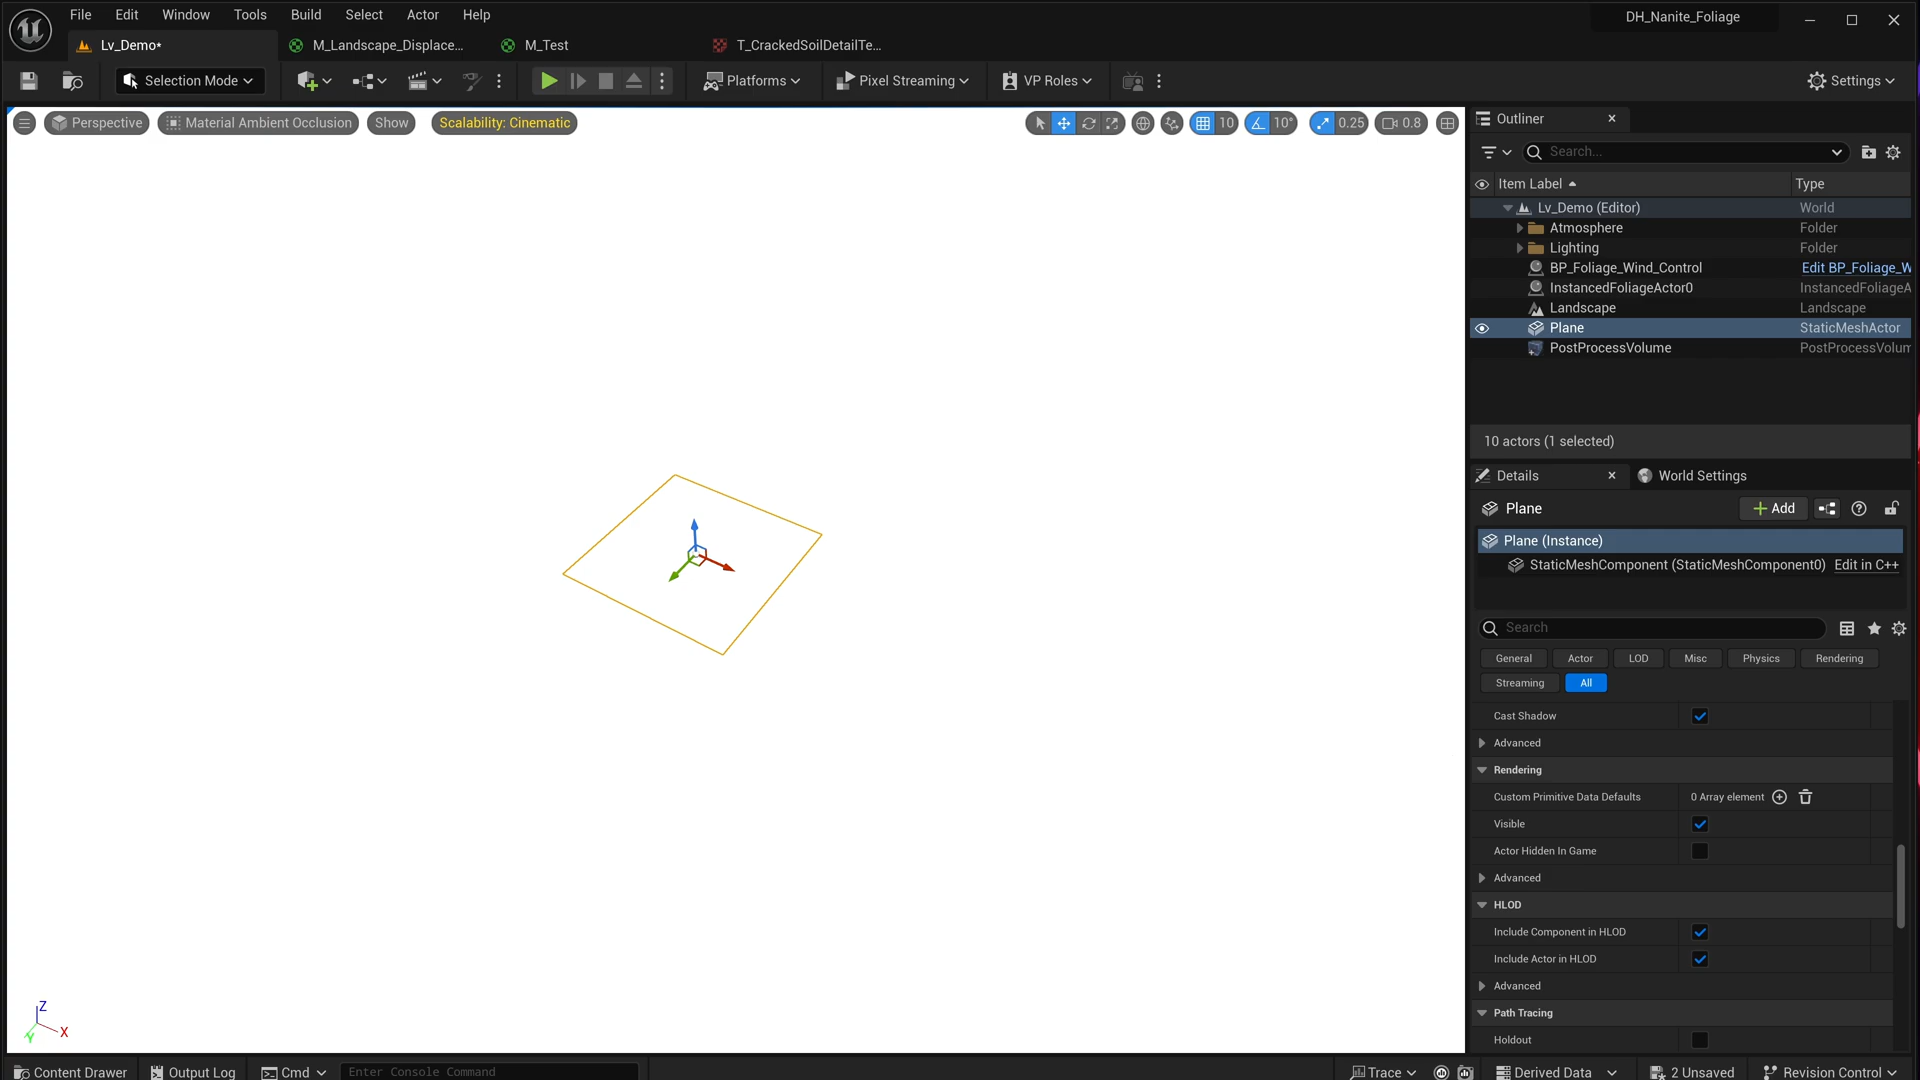 File Edit Window Tools Build Select Actor Help
DH_Nanite_Foliage
Lv_Demo* M_Landscape_Displace... M_Test T_CrackedSoilDetailTe...
Selection Mode Platforms Pixel Streaming VP Roles Settings
Perspective Material Ambient Occlusion Show Scalability: Cinematic 10 10° 0.25 0.8
Outliner
Search...
Item Label Type
Lv_Demo (Editor) World
Atmosphere Folder
Lighting Folder
BP_Foliage_Wind_Control Edit BP_Foliage_W
InstancedFoliageActor0 InstancedFoliageA
Landscape Landscape
Plane StaticMeshActor
PostProcessVolume PostProcessVolum
10 actors (1 selected)
Details World Settings
Plane Add
Plane (Instance)
StaticMeshComponent (StaticMeshComponent0) Edit in C++
Search
General Actor LOD Misc Physics Rendering
Streaming All
Cast Shadow
Advanced
Rendering
Custom Primitive Data Defaults 0 Array element
Visible
Actor Hidden In Game
Advanced
HLOD
Include Component in HLOD
Include Actor in HLOD
Advanced
Path Tracing
Holdout
Z
X
Y
Content Drawer Output Log Cmd Enter Console Command Trace Derived Data 2 Unsaved Revision Control